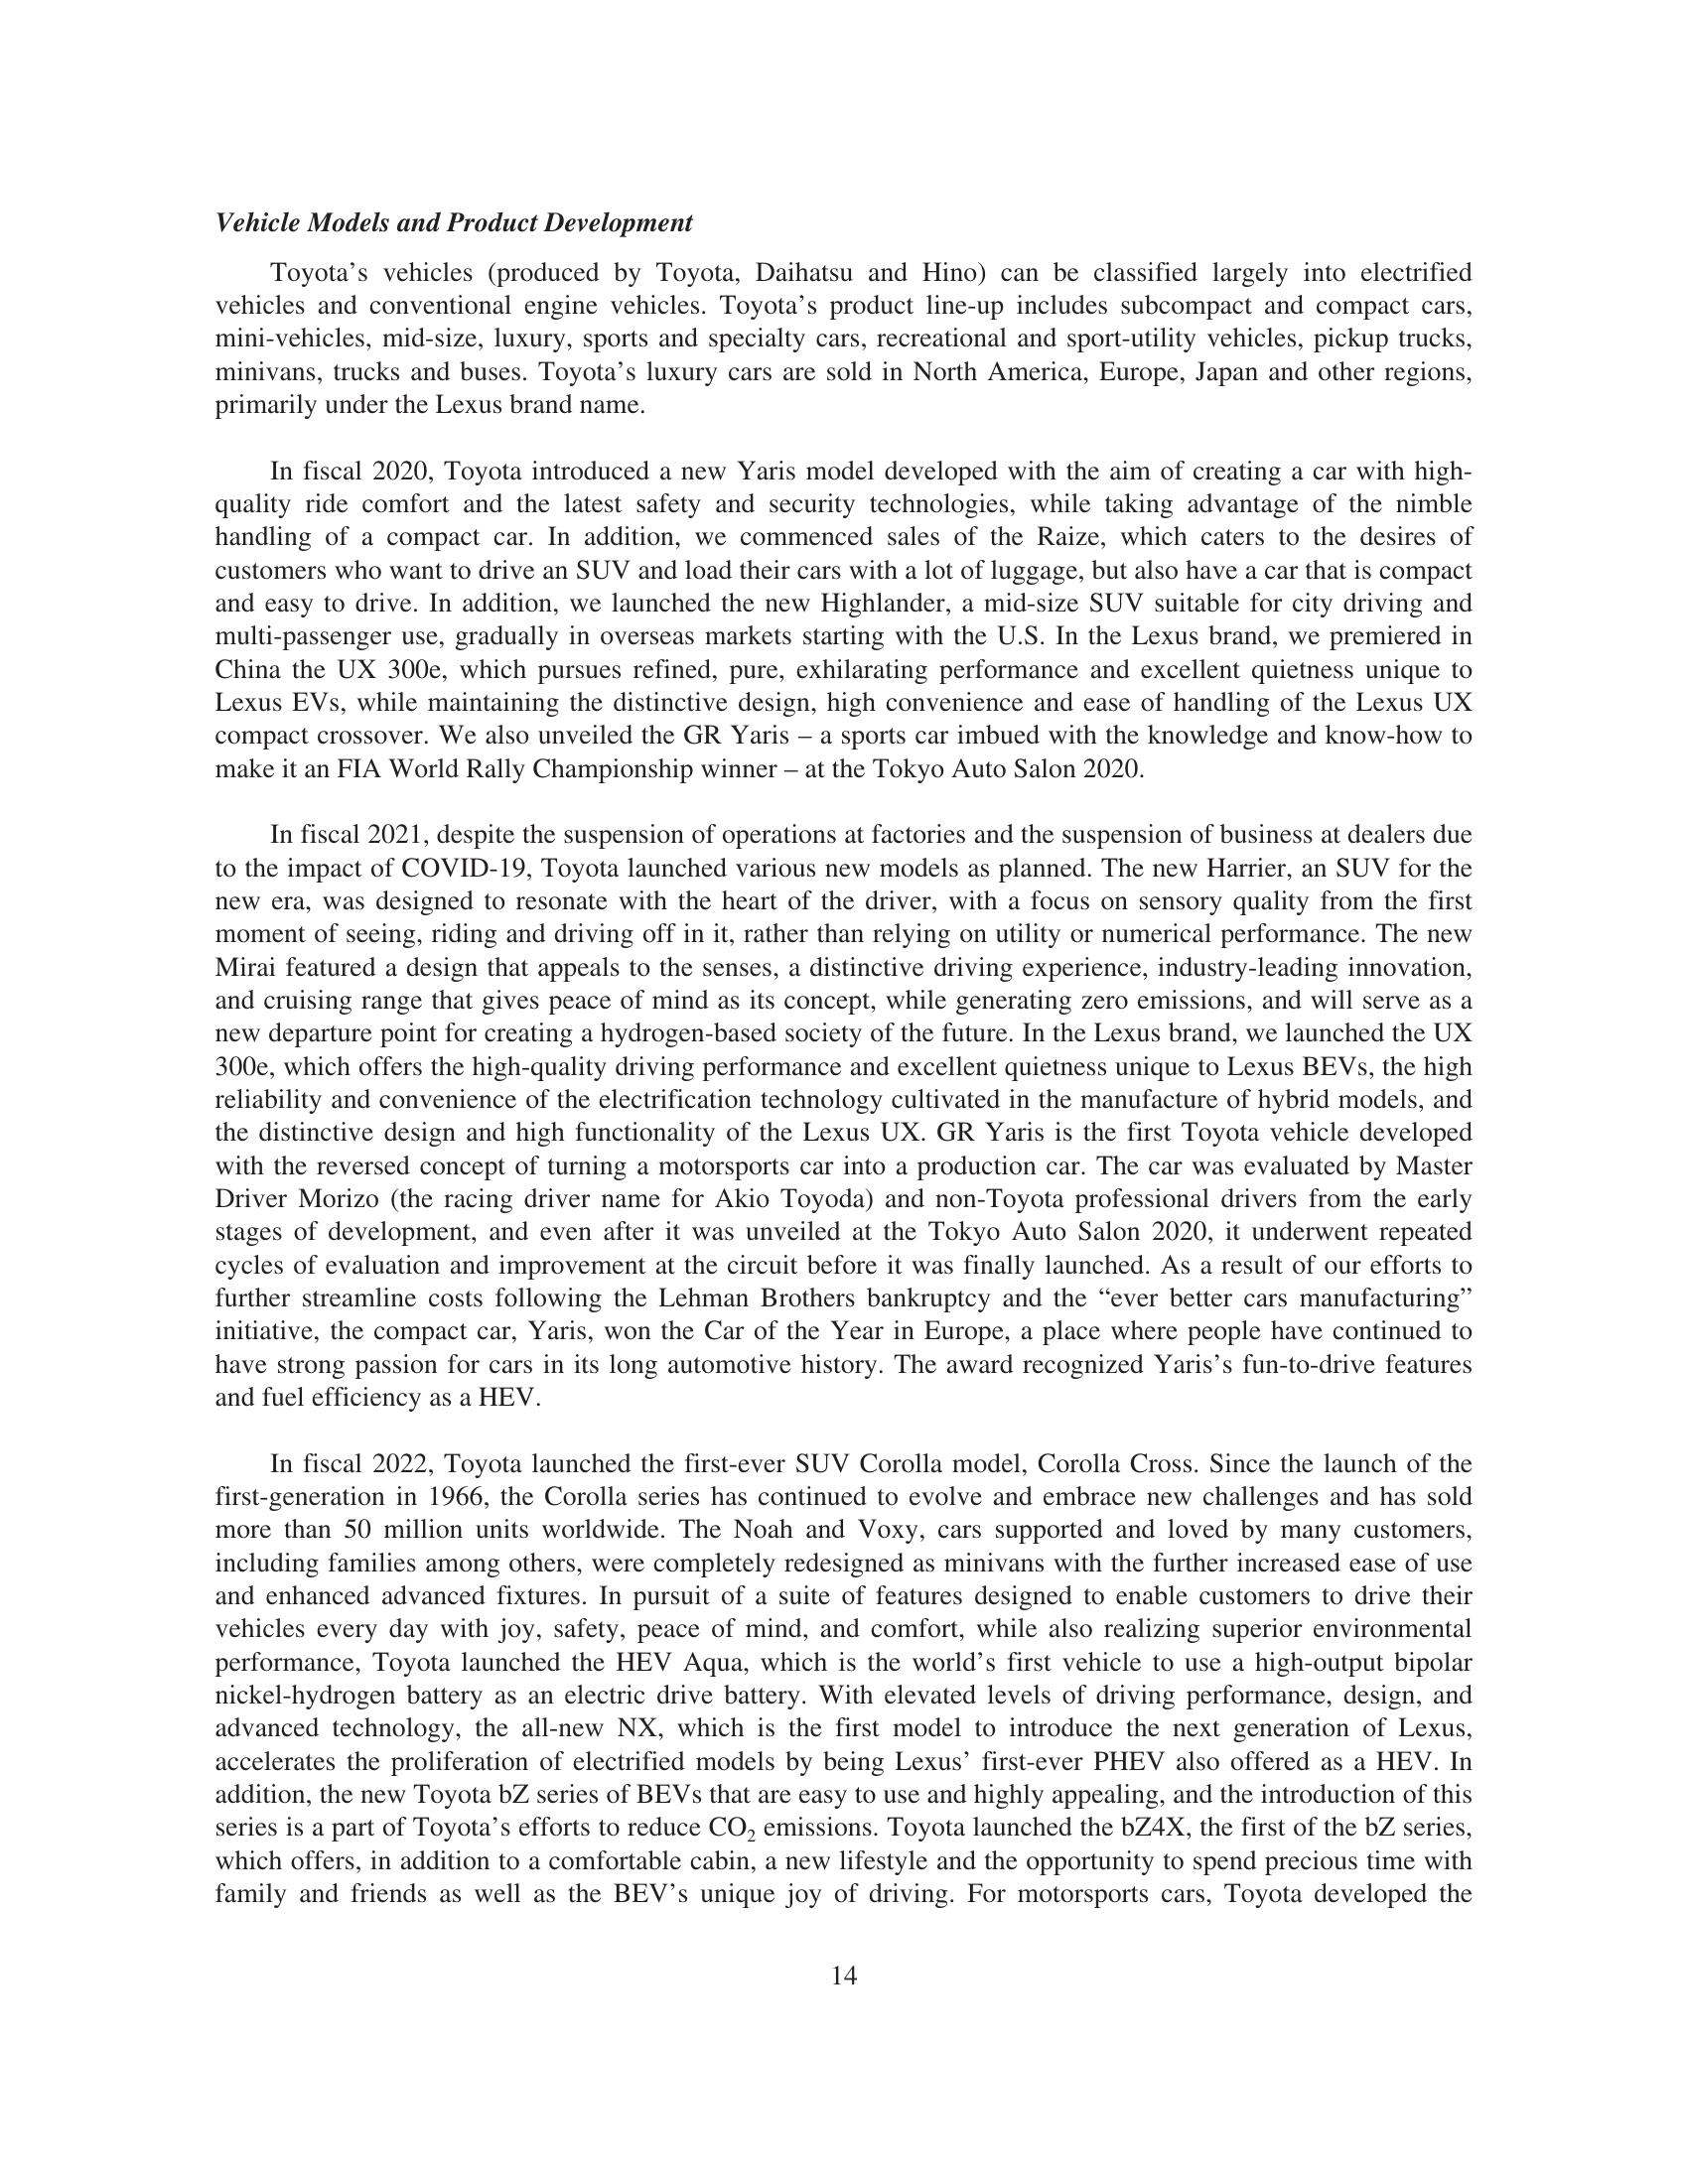 Vehicle Models and Product Development
Toyota’s vehicles (produced by Toyota, Daihatsu and Hino) can be classified largely into electrified
vehicles and conventional engine vehicles. Toyota’s product line-up includes subcompact and compact cars,
mini-vehicles, mid-size, luxury, sports and specialty cars, recreational and sport-utility vehicles, pickup trucks,
minivans, trucks and buses. Toyota’s luxury cars are sold in North America, Europe, Japan and other regions,
primarily under the Lexus brand name.
In fiscal 2020, Toyota introduced a new Yaris model developed with the aim of creating a car with high-
quality ride comfort and the latest safety and security technologies, while taking advantage of the nimble
handling of a compact car. In addition, we commenced sales of the Raize, which caters to the desires of
customers who want to drive an SUV and load their cars with a lot of luggage, but also have a car that is compact
and easy to drive. In addition, we launched the new Highlander, a mid-size SUV suitable for city driving and
multi-passenger use, gradually in overseas markets starting with the U.S. In the Lexus brand, we premiered in
China the UX 300e, which pursues refined, pure, exhilarating performance and excellent quietness unique to
Lexus EVs, while maintaining the distinctive design, high convenience and ease of handling of the Lexus UX
compact crossover. We also unveiled the GR Yaris – a sports car imbued with the knowledge and know-how to
make it an FIA World Rally Championship winner – at the Tokyo Auto Salon 2020.
In fiscal 2021, despite the suspension of operations at factories and the suspension of business at dealers due
to the impact of COVID-19, Toyota launched various new models as planned. The new Harrier, an SUV for the
new era, was designed to resonate with the heart of the driver, with a focus on sensory quality from the first
moment of seeing, riding and driving off in it, rather than relying on utility or numerical performance. The new
Mirai featured a design that appeals to the senses, a distinctive driving experience, industry-leading innovation,
and cruising range that gives peace of mind as its concept, while generating zero emissions, and will serve as a
new departure point for creating a hydrogen-based society of the future. In the Lexus brand, we launched the UX
300e, which offers the high-quality driving performance and excellent quietness unique to Lexus BEVs, the high
reliability and convenience of the electrification technology cultivated in the manufacture of hybrid models, and
the distinctive design and high functionality of the Lexus UX. GR Yaris is the first Toyota vehicle developed
with the reversed concept of turning a motorsports car into a production car. The car was evaluated by Master
Driver Morizo (the racing driver name for Akio Toyoda) and non-Toyota professional drivers from the early
stages of development, and even after it was unveiled at the Tokyo Auto Salon 2020, it underwent repeated
cycles of evaluation and improvement at the circuit before it was finally launched. As a result of our efforts to
further streamline costs following the Lehman Brothers bankruptcy and the “ever better cars manufacturing”
initiative, the compact car, Yaris, won the Car of the Year in Europe, a place where people have continued to
have strong passion for cars in its long automotive history. The award recognized Yaris’s fun-to-drive features
and fuel efficiency as a HEV.
In fiscal 2022, Toyota launched the first-ever SUV Corolla model, Corolla Cross. Since the launch of the
first-generation in 1966, the Corolla series has continued to evolve and embrace new challenges and has sold
more than 50 million units worldwide. The Noah and Voxy, cars supported and loved by many customers,
including families among others, were completely redesigned as minivans with the further increased ease of use
and enhanced advanced fixtures. In pursuit of a suite of features designed to enable customers to drive their
vehicles every day with joy, safety, peace of mind, and comfort, while also realizing superior environmental
performance, Toyota launched the HEV Aqua, which is the world’s first vehicle to use a high-output bipolar
nickel-hydrogen battery as an electric drive battery. With elevated levels of driving performance, design, and
advanced technology, the all-new NX, which is the first model to introduce the next generation of Lexus,
accelerates the proliferation of electrified models by being Lexus’ first-ever PHEV also offered as a HEV. In
addition, the new Toyota bZ series of BEVs that are easy to use and highly appealing, and the introduction of this
series is a part of Toyota’s efforts to reduce CO₂ emissions. Toyota launched the bZ4X, the first of the bZ series,
which offers, in addition to a comfortable cabin, a new lifestyle and the opportunity to spend precious time with
family and friends as well as the BEV’s unique joy of driving. For motorsports cars, Toyota developed the
14